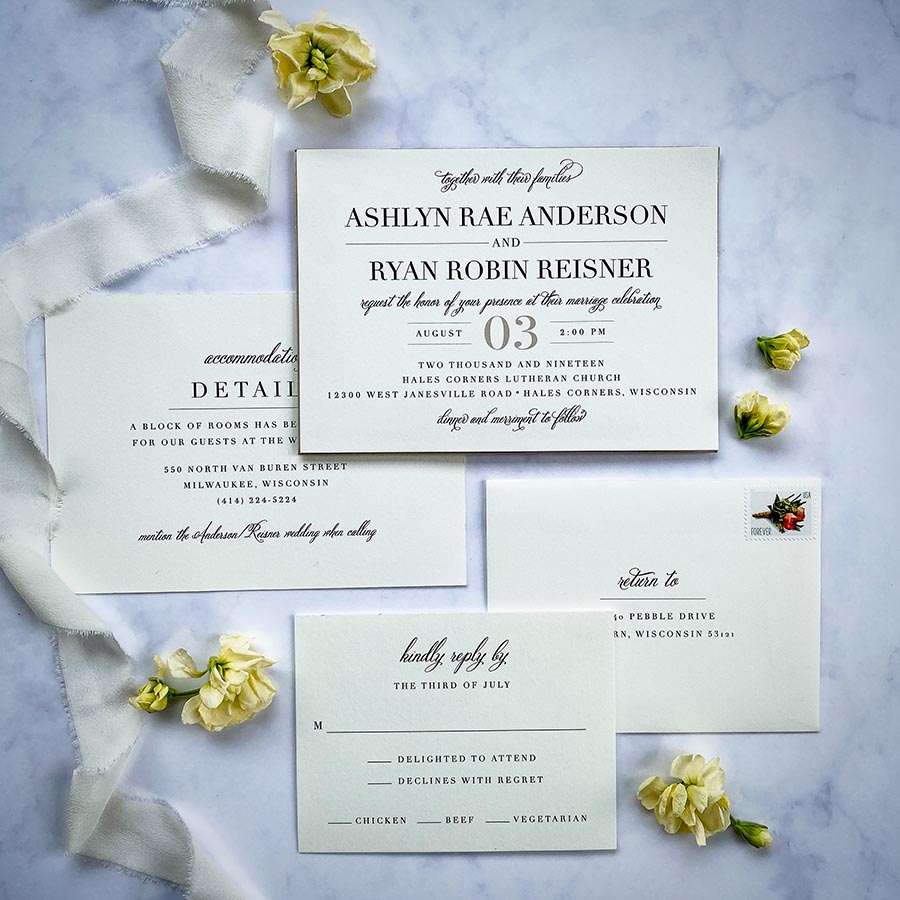 together with their families
ASHLYN RAE ANDERSON
AND
RYAN ROBIN REISNER
request the honor of your presence at their marriage celebration
AUGUST 03 2:00 PM
TWO THOUSAND AND NINETEEN
HALES CORNERS LUTHERAN CHURCH
12300 WEST JANESVILLE ROAD • HALES CORNERS, WISCONSIN
dinner and merriment to follow
DETAIL
A BLOCK OF ROOMS HAS BE
FOR OUR GUESTS AT THE W
550 NORTH VAN BUREN STREET
MILWAUKEE, WISCONSIN
(414) 224-5224
mention the Anderson/Reisner wedding when calling
USA
FOREVER
return to
PEBBLE DRIVE
RN, WISCONSIN 53121
kindly reply by
THE THIRD OF JULY
M
DELIGHTED TO ATTEND
DECLINES WITH REGRET
CHICKEN BEEF VEGETARIAN